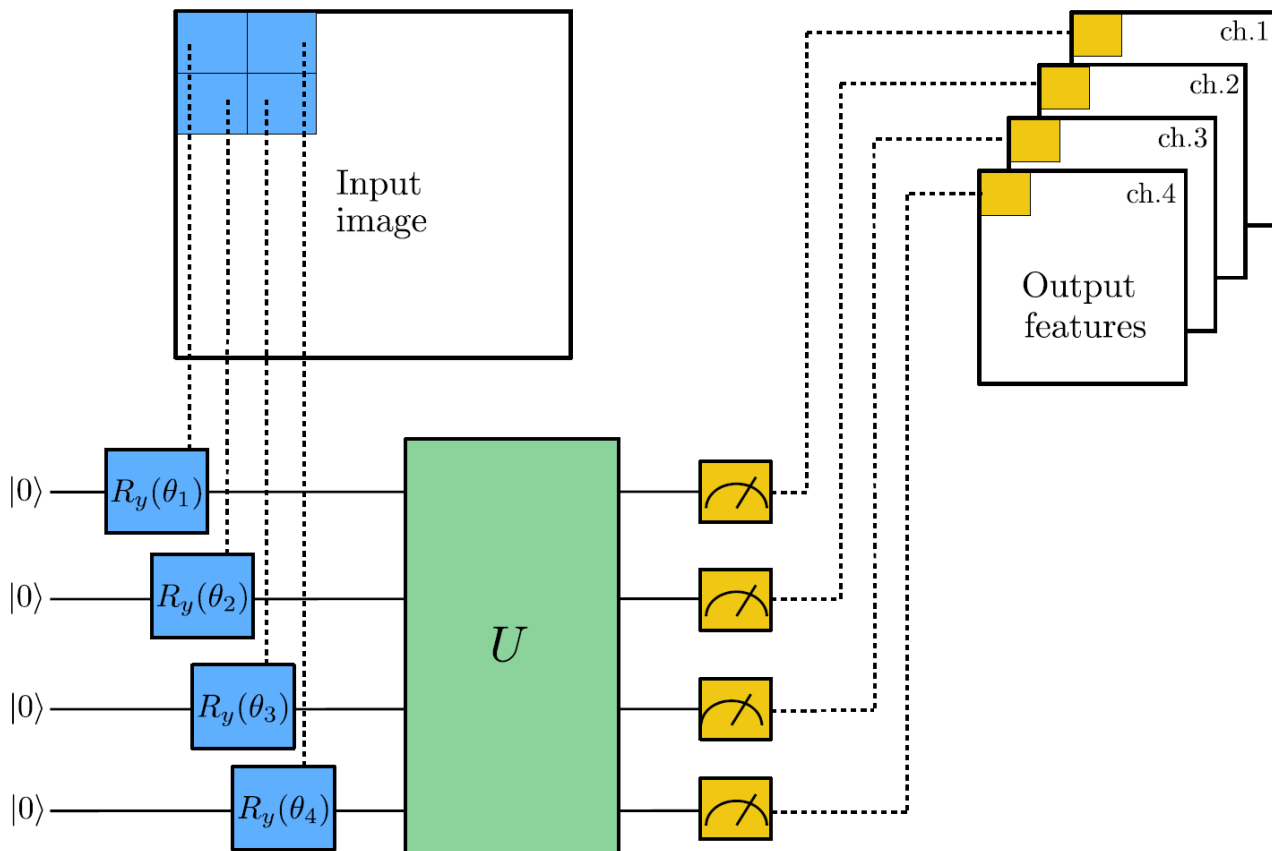 ch.1
ch.2
ch.3
ch.4
Input
image
Output
features
|0⟩ R_y(θ_1)
|0⟩ R_y(θ_2)
U
|0⟩ R_y(θ_3)
|0⟩ R_y(θ_4)